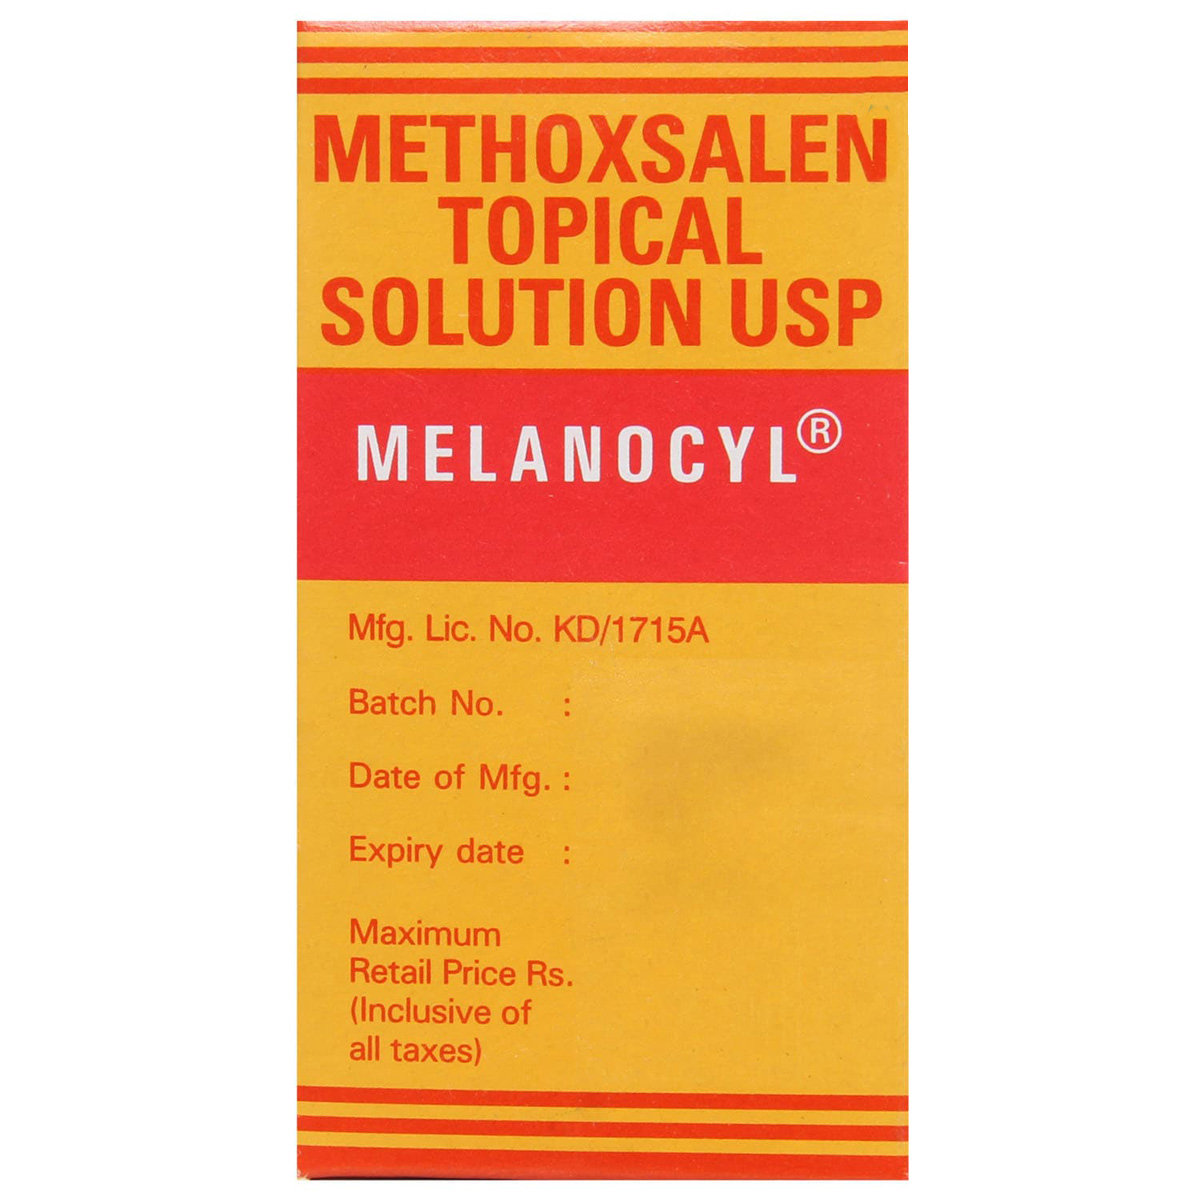 METHOXSALEN
TOPICAL
SOLUTION USP
MELANOCYL®
Mfg. Lic. No. KD/1715A
Batch No. :
Date of Mfg. :
Expiry date :
Maximum
Retail Price Rs.
(Inclusive of
all taxes)